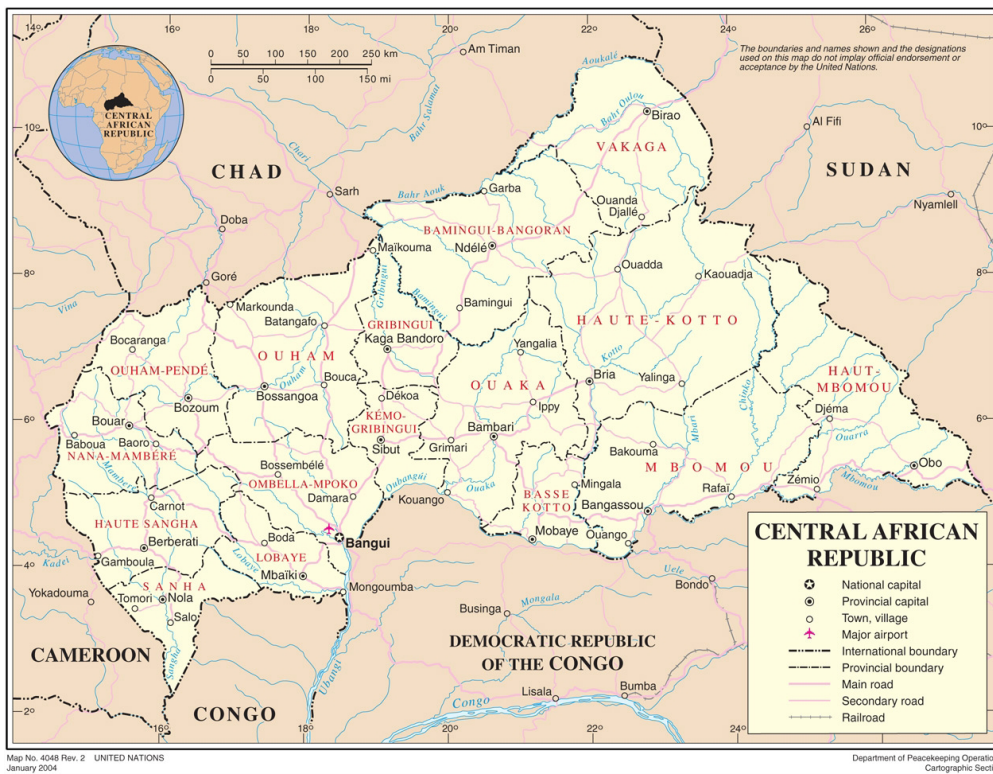 14°
16°
18°
20°
22°
24°
0 50 100 150 200 250 km
0 50 100 150 mi
Am Timan
Aoukalé
The boundaries and names shown and the designations
used on this map do not implay official endorsement or
acceptance by the United Nations.
CENTRAL
AFRICAN
REPUBLIC
Bahr Salamat
Bahr Oulou
Birao
Al Fifi
10°
10°
Chari
VAKAGA
CHAD
SUDAN
Sarh
Bahr Aouk
Garba
Ouanda
Djallé
Nyamlell
Doba
BAMINGUI-BANGORAN
Maïkouma
Ndélé
Goré
Ouadda
Kaouadja
8°
8°
Vina
Markounda
Gribingui
Bamingui
Bamingui
Batangafo
GRIBINGUI
Kaga Bandoro
HAUTE-KOTTO
Bocaranga
Yangalia
OUHAM
Kotto
OUHAM-PENDÉ
Ouham
Bouca
OUAKA
Bria
Yalinga
Chinko
HAUT-
MBOMOU
Bossangoa
Dékoa
Ippy
Bozoum
KÉMO-
GRIBINGUI
Djéma
6°
6°
Bouar
Bambari
Mbari
Ouarra
Baboua
Baoro
Sibut
Grimari
Bakouma
NANA-MAMBÉRÉ
Bossembélé
MBOMOU
Obo
Mambéré
OMBELLA-MPOKO
Oubangúi
Ouaka
Mingala
Zémio
Mbomou
Damara
Kouango
BASSE
KOTTO
Rafaï
Carnot
Bangassou
HAUTE SANGHA
Mobaye
Ouango
Berberati
Boda
Bangui
LOBAYE
Lobaye
4°
Kadeï
Gamboula
Mbaïki
Mongoumba
SANHA
Yokadouma
Tomori
Nola
Salo
Bondo
Uele
Mongala
Businga
CAMEROON
Sangha
DEMOCRATIC REPUBLIC
OF THE CONGO
Ubangi
Lisala
Bumba
Congo
CONGO
2°
16°
18°
20°
22°
24°
CENTRAL AFRICAN
REPUBLIC
National capital
Provincial capital
Town, village
Major airport
International boundary
Provincial boundary
Main road
Secondary road
Railroad
Map No. 4048 Rev. 2 UNITED NATIONS
January 2004
Department of Peacekeeping Operatio
Cartographic Secti